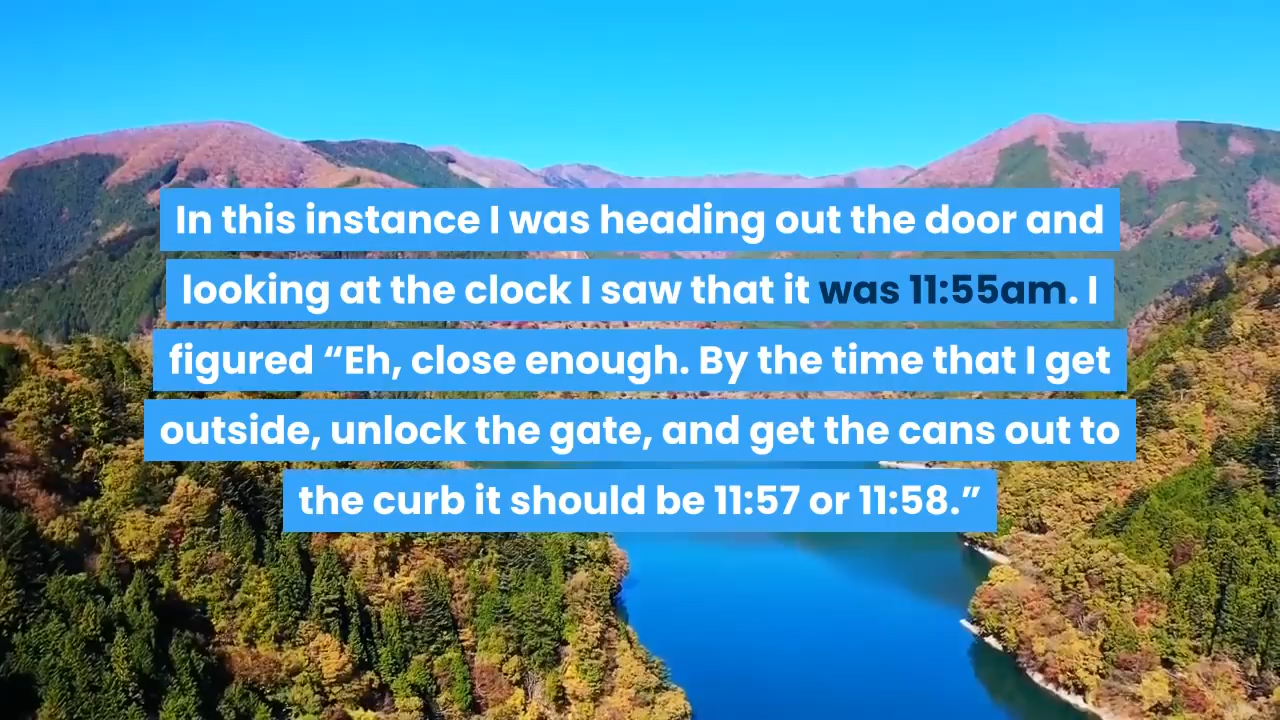 In this instance I was heading out the door and
looking at the clock I saw that it was 11:55am. I
figured “Eh, close enough. By the time that I get
outside, unlock the gate, and get the cans out to
the curb it should be 11:57 or 11:58.”